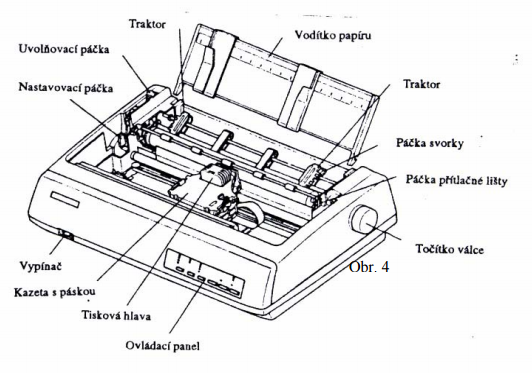 Traktor
Vodítko papíru
Uvolňovací páčka
Nastavovací páčka
Traktor
Páčka svorky
Páčka přítlačné lišty
Točítko válce
Obr. 4
Vypínač
Kazeta s páskou
Tisková hlava
Ovládací panel